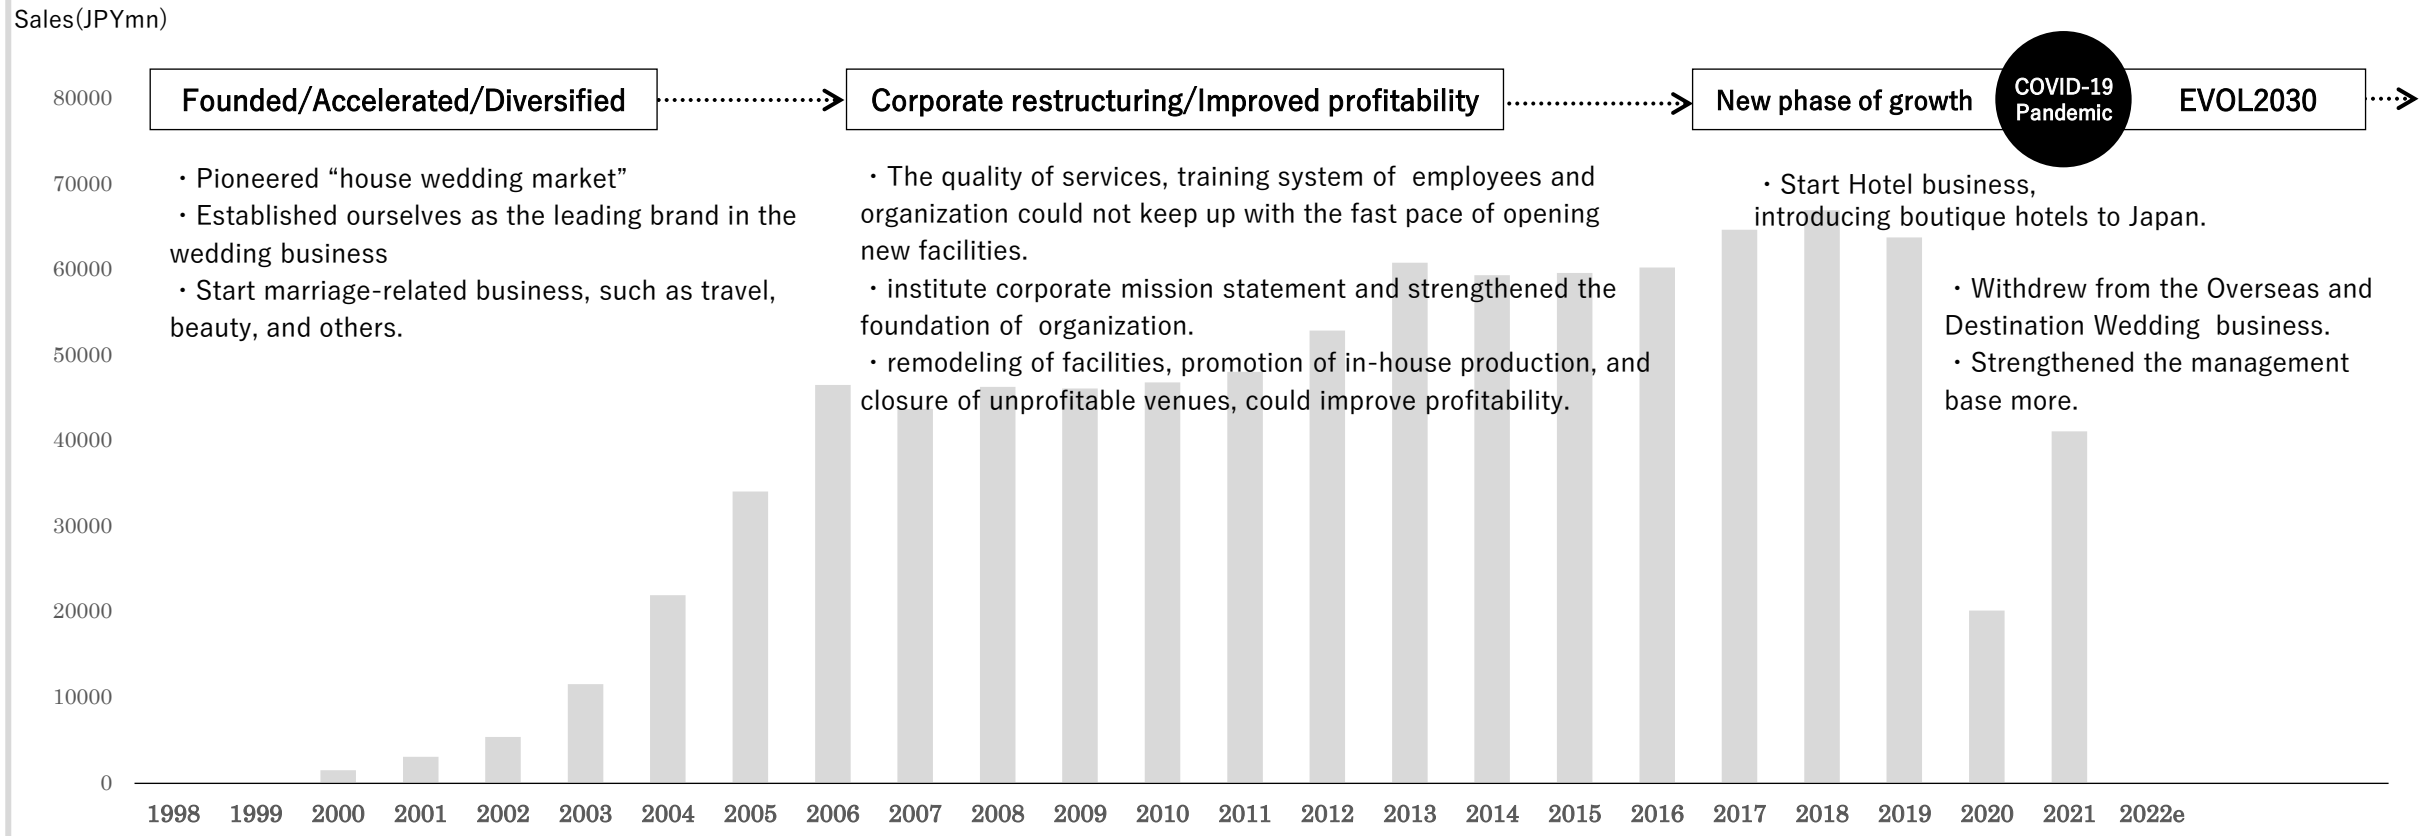 Sales(JPYmn)
Founded/Accelerated/Diversified
Corporate restructuring/Improved profitability
New phase of growth
COVID-19
Pandemic
EVOL2030
・Pioneered “house wedding market”
・Established ourselves as the leading brand in the
wedding business
・Start marriage-related business, such as travel,
beauty, and others.
・The quality of services, training system of employees and
organization could not keep up with the fast pace of opening
new facilities.
・institute corporate mission statement and strengthened the
foundation of organization.
・remodeling of facilities, promotion of in-house production, and
closure of unprofitable venues, could improve profitability.
・Start Hotel business,
introducing boutique hotels to Japan.
・Withdrew from the Overseas and
Destination Wedding business.
・Strengthened the management
base more.
80000
70000
60000
50000
40000
30000
20000
10000
0
1998 1999 2000 2001 2002 2003 2004 2005 2006 2007 2008 2009 2010 2011 2012 2013 2014 2015 2016 2017 2018 2019 2020 2021 2022e